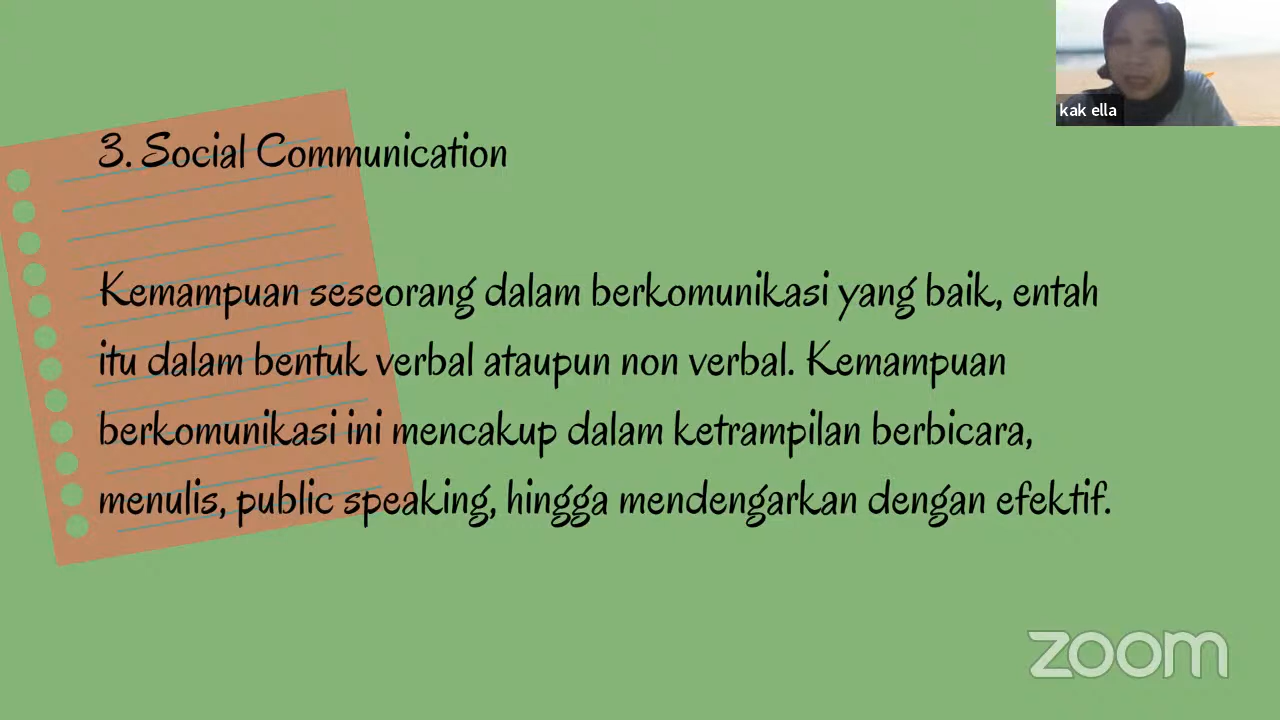 kak ella
3. Social Communication
Kemampuan seseorang dalam berkomunikasi yang baik, entah
itu dalam bentuk verbal ataupun non verbal. Kemampuan
berkomunikasi ini mencakup dalam ketrampilan berbicara,
menulis, public speaking, hingga mendengarkan dengan efektif.
zoom